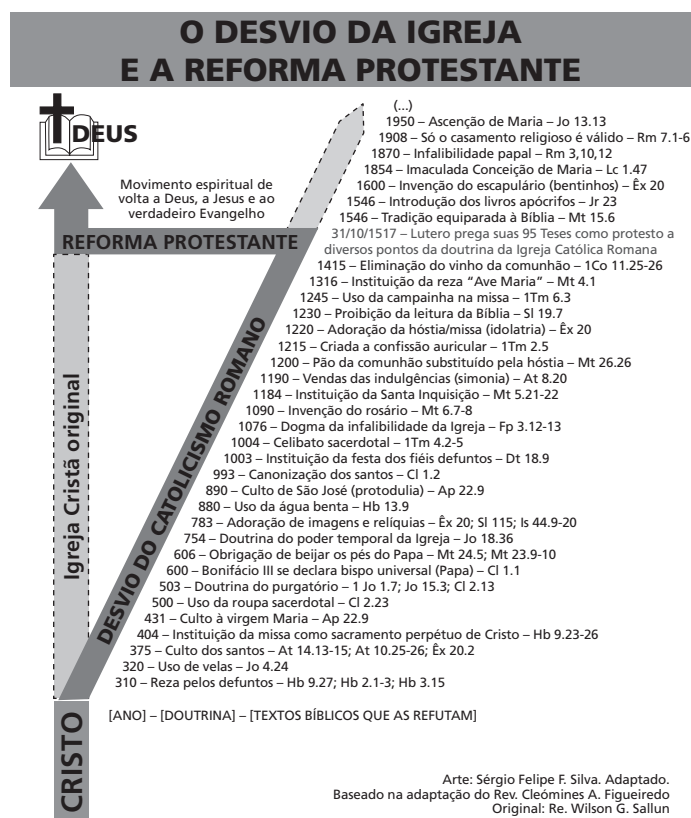 O DESVIO DA IGREJA
E A REFORMA PROTESTANTE
DEUS
Movimento espiritual de
volta a Deus, a Jesus e ao
verdadeiro Evangelho
REFORMA PROTESTANTE
Igreja Cristã original
DESVIO DO CATOLICISMO ROMANO
CRISTO
(...)
1950 – Ascenção de Maria – Jo 13.13
1908 – Só o casamento religioso é válido – Rm 7.1-6
1870 – Infalibilidade papal – Rm 3,10,12
1854 – Imaculada Conceição de Maria – Lc 1.47
1600 – Invenção do escapulário (bentinhos) – Êx 20
1546 – Introdução dos livros apócrifos – Jr 23
1546 – Tradição equiparada à Bíblia – Mt 15.6
31/10/1517 – Lutero prega suas 95 Teses como protesto a
diversos pontos da doutrina da Igreja Católica Romana
1415 – Eliminação do vinho da comunhão – 1Co 11.25-26
1316 – Instituição da reza “Ave Maria” – Mt 4.1
1245 – Uso da campainha na missa – 1Tm 6.3
1230 – Proibição da leitura da Bíblia – Sl 19.7
1220 – Adoração da hóstia/missa (idolatria) – Êx 20
1215 – Criada a confissão auricular – 1Tm 2.5
1200 – Pão da comunhão substituído pela hóstia – Mt 26.26
1190 – Vendas das indulgências (simonia) – At 8.20
1184 – Instituição da Santa Inquisição – Mt 5.21-22
1090 – Invenção do rosário – Mt 6.7-8
1076 – Dogma da infalibilidade da Igreja – Fp 3.12-13
1004 – Celibato sacerdotal – 1Tm 4.2-5
1003 – Instituição da festa dos fiéis defuntos – Dt 18.9
993 – Canonização dos santos – Cl 1.2
890 – Culto de São José (protodulia) – Ap 22.9
880 – Uso da água benta – Hb 13.9
783 – Adoração de imagens e relíquias – Êx 20; Sl 115; Is 44.9-20
754 – Doutrina do poder temporal da Igreja – Jo 18.36
606 – Obrigação de beijar os pés do Papa – Mt 24.5; Mt 23.9-10
600 – Bonifácio III se declara bispo universal (Papa) – Cl 1.1
503 – Doutrina do purgatório – 1 Jo 1.7; Jo 15.3; Cl 2.13
500 – Uso da roupa sacerdotal – Cl 2.23
431 – Culto à virgem Maria – Ap 22.9
404 – Instituição da missa como sacramento perpétuo de Cristo – Hb 9.23-26
375 – Culto dos santos – At 14.13-15; At 10.25-26; Êx 20.2
320 – Uso de velas – Jo 4.24
310 – Reza pelos defuntos – Hb 9.27; Hb 2.1-3; Hb 3.15
[ANO] – [DOUTRINA] – [TEXTOS BÍBLICOS QUE AS REFUTAM]
Arte: Sérgio Felipe F. Silva. Adaptado.
Baseado na adaptação do Rev. Cleómines A. Figueiredo
Original: Re. Wilson G. Sallun